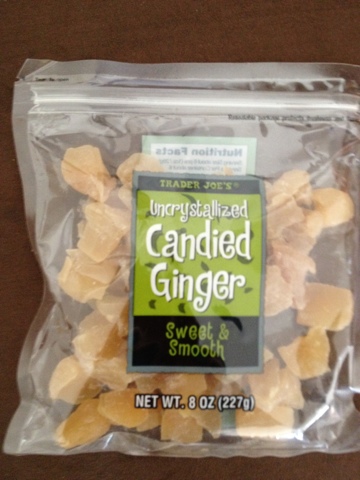 Nutrition Facts
TRADER JOE'S®
Uncrystallized
Candied
Ginger
Sweet &
Smooth
NET WT. 8 OZ (227g)